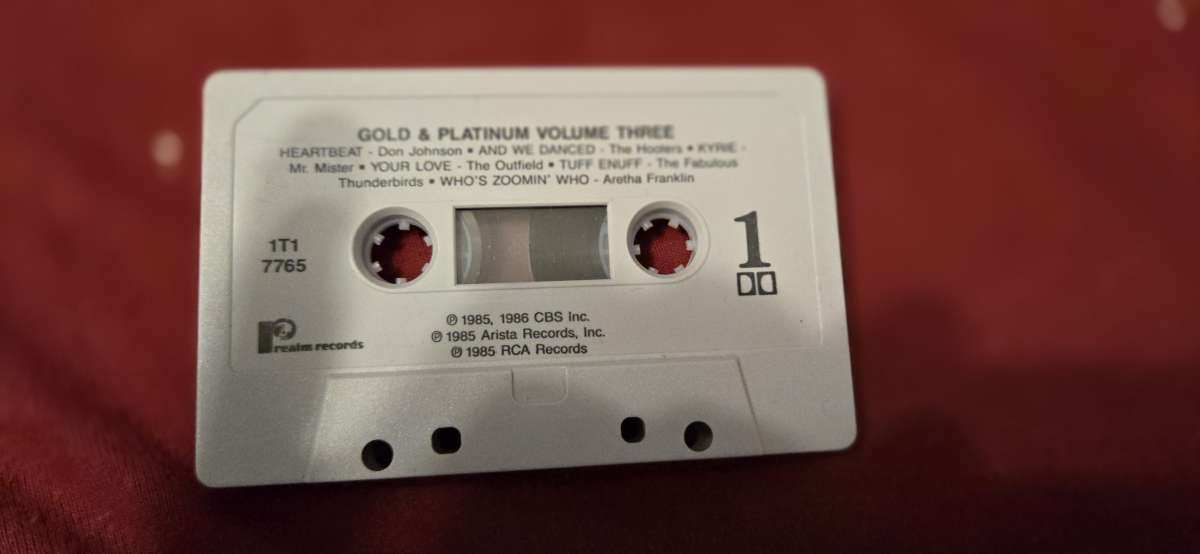 GOLD & PLATINUM VOLUME THREE
HEARTBEAT - Don Johnson • AND WE DANCED - The Hooters • KYRIE -
Mr. Mister • YOUR LOVE - The Outfield • TUFF ENUFF - The Fabulous
Thunderbirds • WHO'S ZOOMIN' WHO - Aretha Franklin
1T1
7765
1
realm records
℗ 1985, 1986 CBS Inc.
℗ 1985 Arista Records, Inc.
℗ 1985 RCA Records